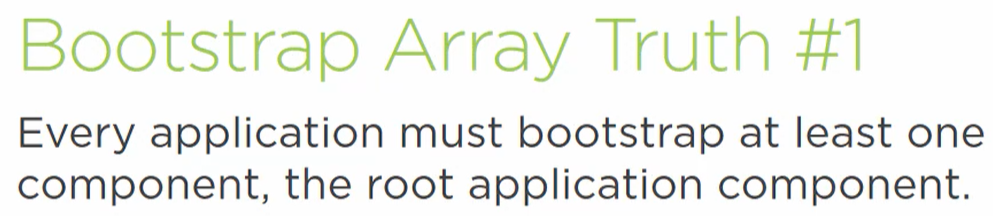 Bootstrap Array Truth #1
Every application must bootstrap at least one
component, the root application component.